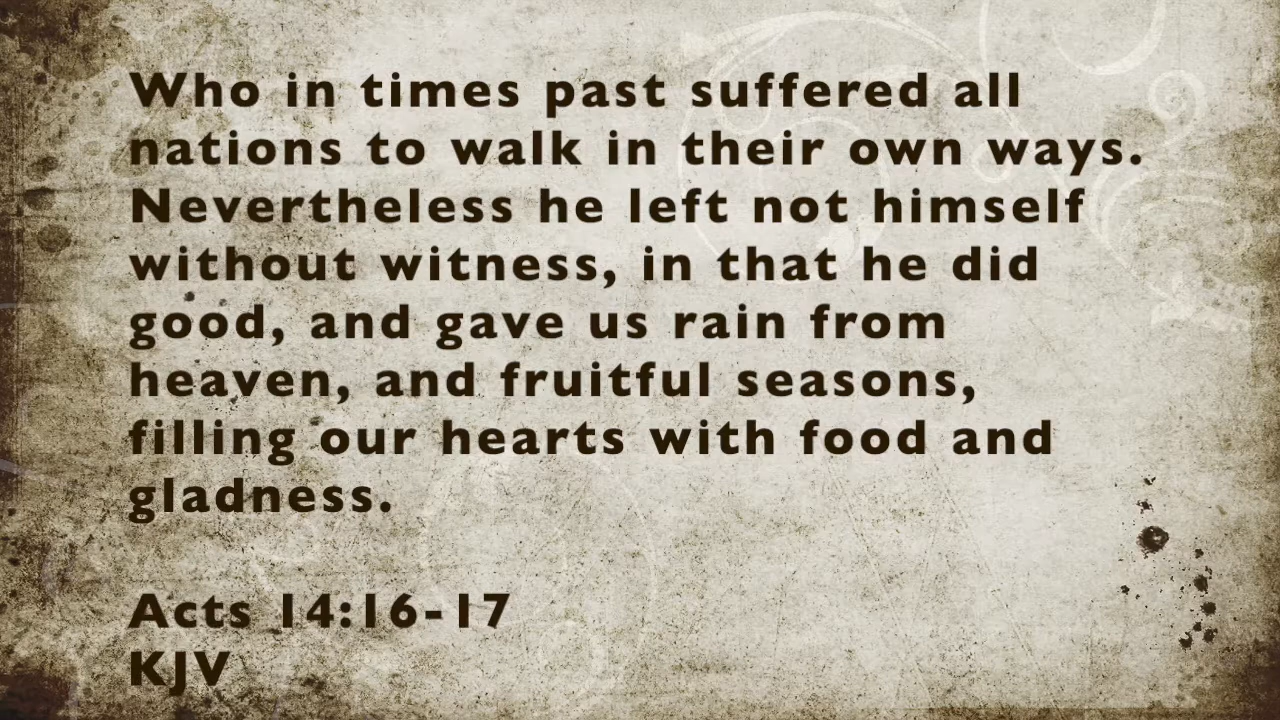 Who in times past suffered all
nations to walk in their own ways.
Nevertheless he left not himself
without witness, in that he did
good, and gave us rain from
heaven, and fruitful seasons,
filling our hearts with food and
gladness.
Acts 14:16-17
KJV